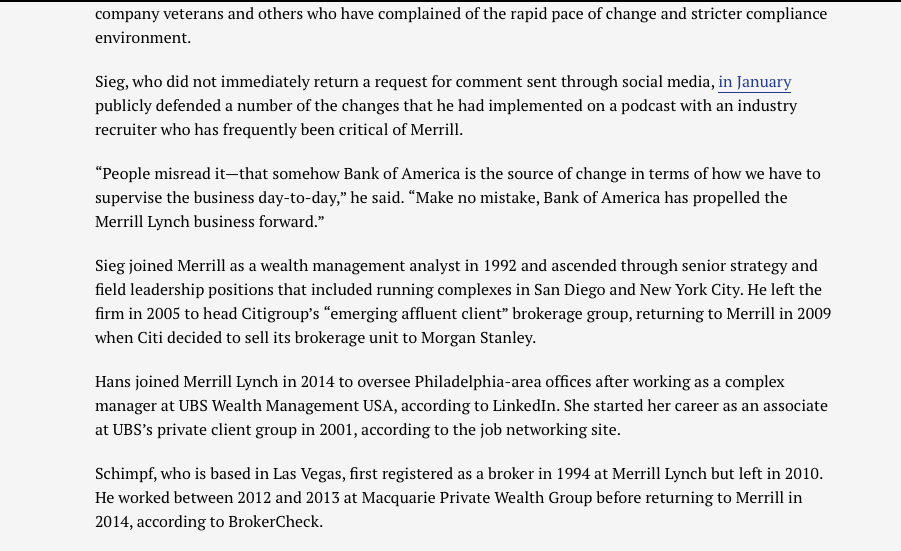 company veterans and others who have complained of the rapid pace of change and stricter compliance
environment.
Sieg, who did not immediately return a request for comment sent through social media, in January
publicly defended a number of the changes that he had implemented on a podcast with an industry
recruiter who has frequently been critical of Merrill.
“People misread it—that somehow Bank of America is the source of change in terms of how we have to
supervise the business day-to-day,” he said. “Make no mistake, Bank of America has propelled the
Merrill Lynch business forward.”
Sieg joined Merrill as a wealth management analyst in 1992 and ascended through senior strategy and
field leadership positions that included running complexes in San Diego and New York City. He left the
firm in 2005 to head Citigroup’s “emerging affluent client” brokerage group, returning to Merrill in 2009
when Citi decided to sell its brokerage unit to Morgan Stanley.
Hans joined Merrill Lynch in 2014 to oversee Philadelphia-area offices after working as a complex
manager at UBS Wealth Management USA, according to LinkedIn. She started her career as an associate
at UBS’s private client group in 2001, according to the job networking site.
Schimpf, who is based in Las Vegas, first registered as a broker in 1994 at Merrill Lynch but left in 2010.
He worked between 2012 and 2013 at Macquarie Private Wealth Group before returning to Merrill in
2014, according to BrokerCheck.